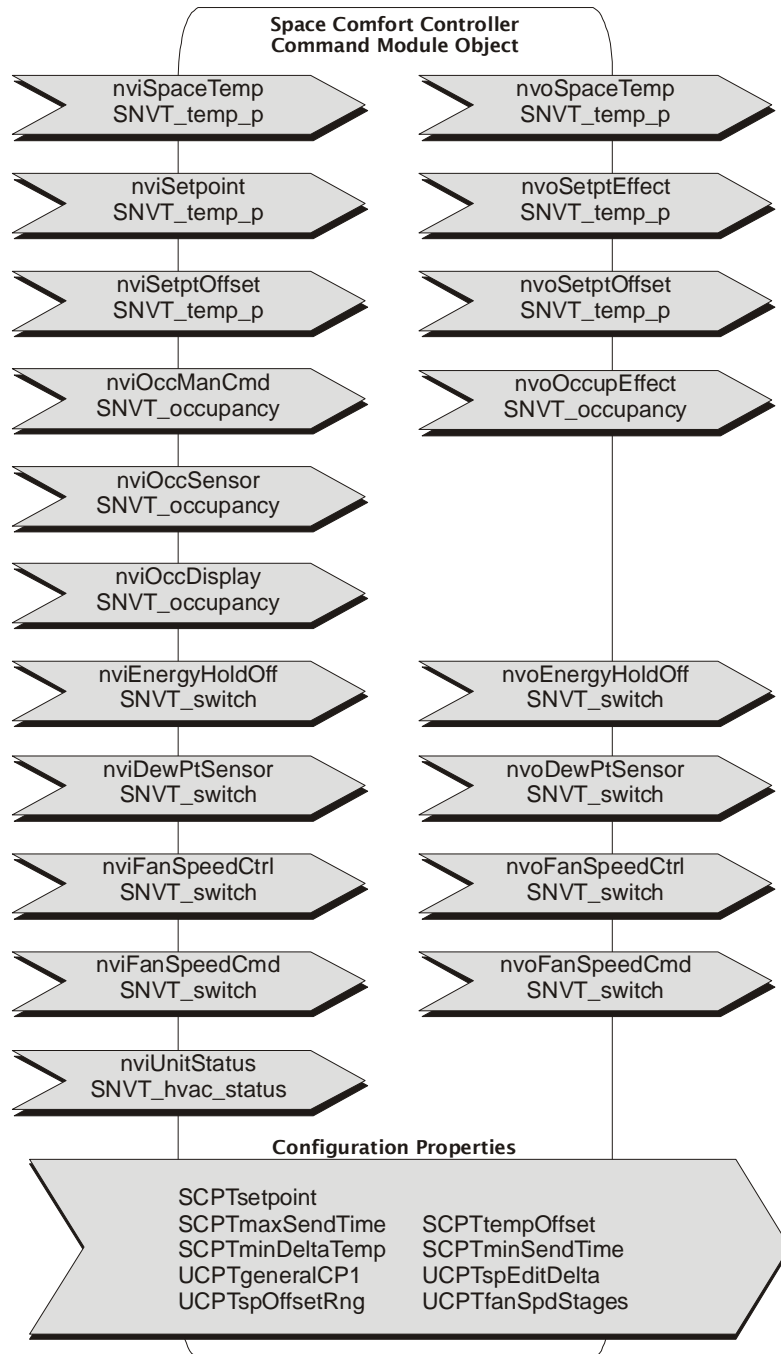 Space Comfort Controller
Command Module Object
nviSpaceTemp
SNVT_temp_p
nvoSpaceTemp
SNVT_temp_p
nviSetpoint
SNVT_temp_p
nvoSetptEffect
SNVT_temp_p
nviSetptOffset
SNVT_temp_p
nvoSetptOffset
SNVT_temp_p
nviOccManCmd
SNVT_occupancy
nvoOccupEffect
SNVT_occupancy
nviOccSensor
SNVT_occupancy
nviOccDisplay
SNVT_occupancy
nviEnergyHoldOff
SNVT_switch
nvoEnergyHoldOff
SNVT_switch
nviDewPtSensor
SNVT_switch
nvoDewPtSensor
SNVT_switch
nviFanSpeedCtrl
SNVT_switch
nvoFanSpeedCtrl
SNVT_switch
nviFanSpeedCmd
SNVT_switch
nvoFanSpeedCmd
SNVT_switch
nviUnitStatus
SNVT_hvac_status
Configuration Properties
SCPTsetpoint
SCPTmaxSendTime SCPTtempOffset
SCPTminDeltaTemp SCPTminSendTime
UCPTgeneralCP1 UCPTspEditDelta
UCPTspOffsetRng UCPTfanSpdStages